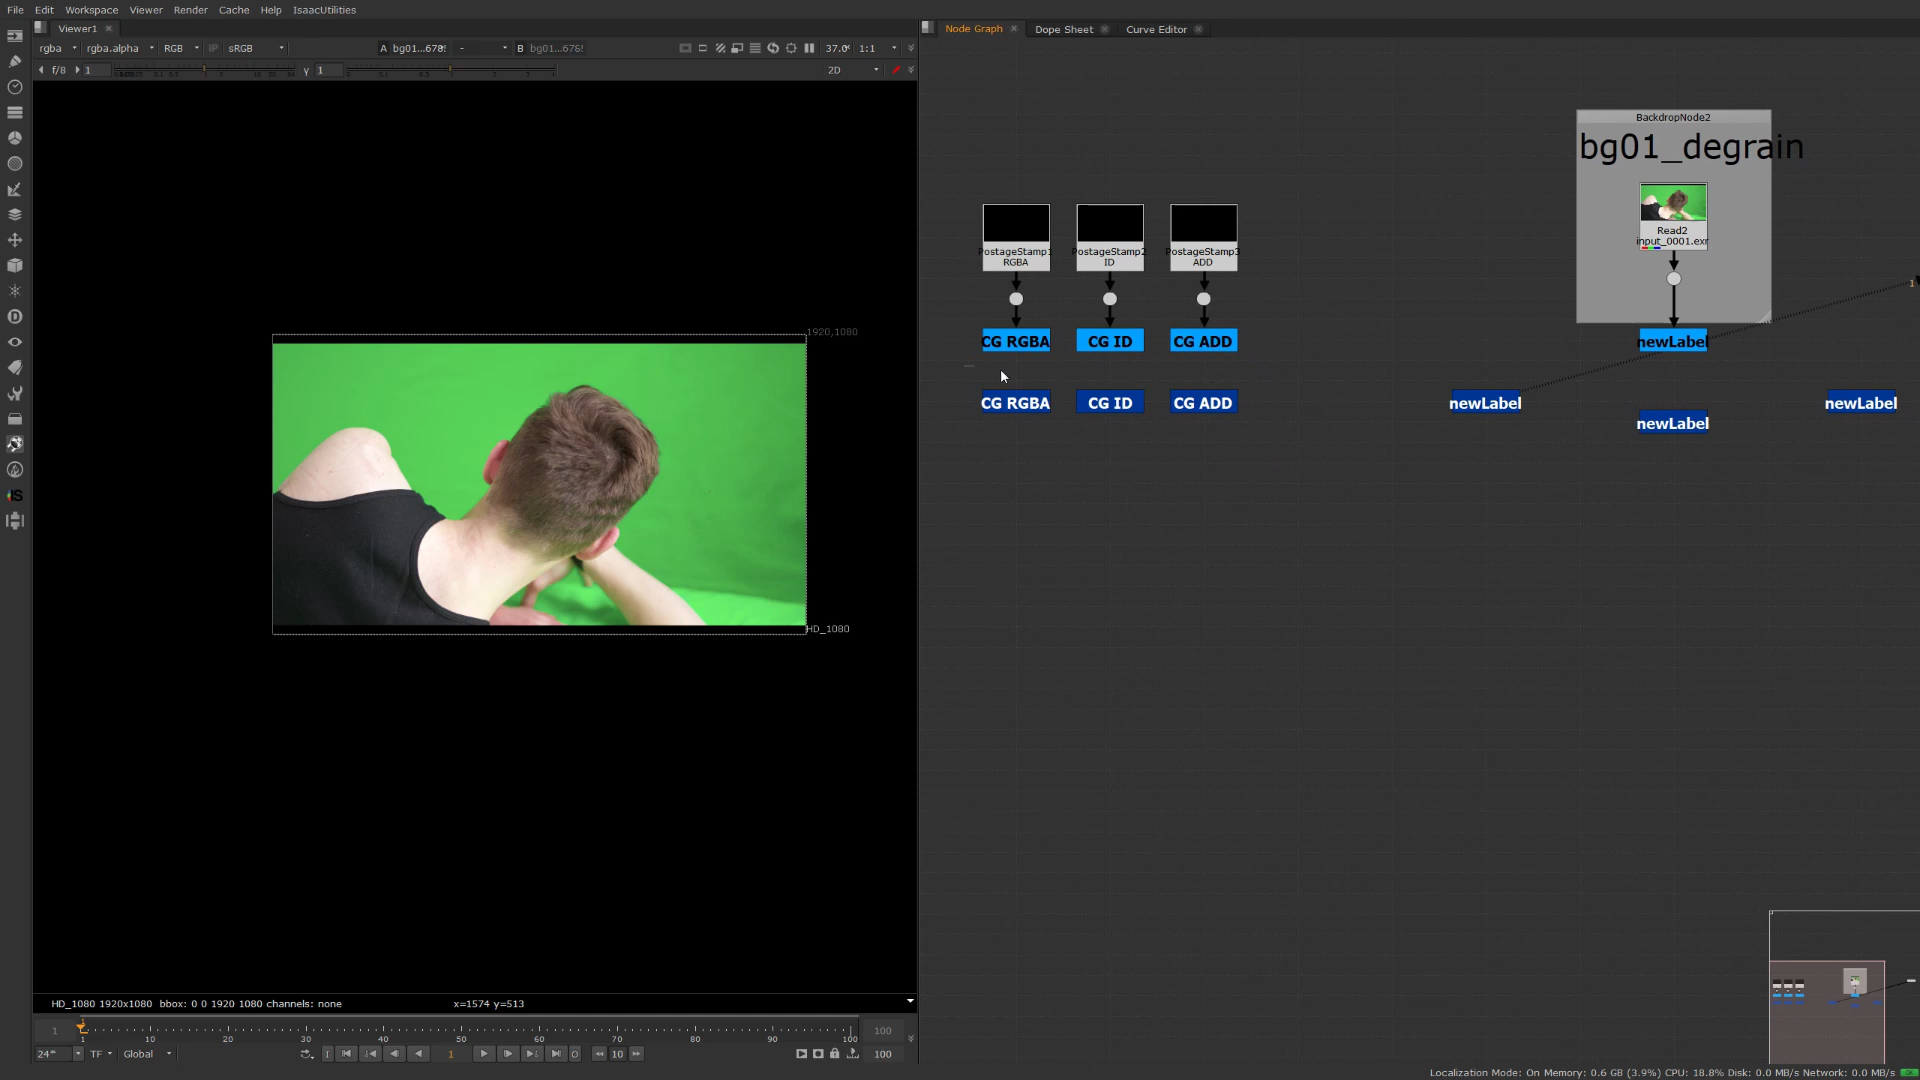 File Edit Workspace Viewer Render Cache Help IsaacUtilities
Viewer1
Node Graph Dope Sheet Curve Editor
rgba rgba.alpha RGB IP sRGB A bg01...678! - B bg01...678! 37.0% 1:1
f/8 1 Y 1 2D
BackdropNode2
bg01_degrain
Read2
input_0001.exr
PostageStamp1
RGBA
PostageStamp2
ID
PostageStamp3
ADD
1
1920,1080
CG RGBA CG ID CG ADD newLabel
CG RGBA CG ID CG ADD newLabel newLabel
newLabel
HD_1080
HD_1080 1920x1080 bbox: 0 0 1920 1080 channels: none x=1574 y=513
1 1 10 20 30 40 50 60 70 80 90 100 100
24* TF Global 1 10 100
Localization Mode: On Memory: 0.6 GB (3.9%) CPU: 18.8% Disk: 0.0 MB/s Network: 0.0 MB/s